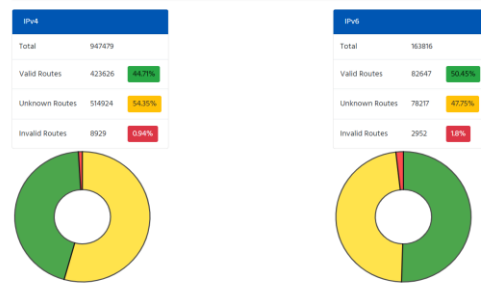 IPv4
Total 947479
Valid Routes 423626 44.71%
Unknown Routes 514924 54.35%
Invalid Routes 8929 0.94%
IPv6
Total 163816
Valid Routes 82647 50.45%
Unknown Routes 78217 47.75%
Invalid Routes 2952 1.8%